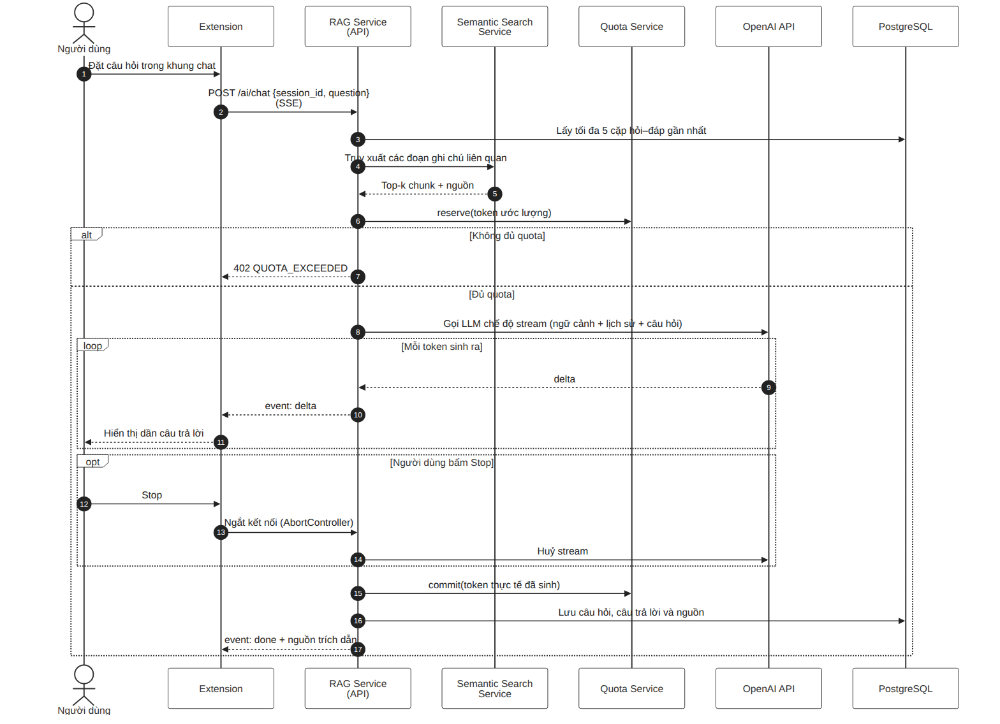 Người dùng
Extension
RAG Service
(API)
Semantic Search
Service
Quota Service
OpenAI API
PostgreSQL
Đặt câu hỏi trong khung chat
1
POST /ai/chat {session_id, question}
(SSE)
2
Lấy tối đa 5 cặp hỏi–đáp gần nhất
3
Truy xuất các đoạn ghi chú liên quan
4
Top-k chunk + nguồn
5
reserve(token ước lượng)
6
alt
[Không đủ quota]
402 QUOTA_EXCEEDED
7
[Đủ quota]
Gọi LLM chế độ stream (ngữ cảnh + lịch sử + câu hỏi)
8
loop
[Mỗi token sinh ra]
delta
9
event: delta
10
Hiển thị dần câu trả lời
11
opt
[Người dùng bấm Stop]
Stop
12
Ngắt kết nối (AbortController)
13
Huỷ stream
14
commit(token thực tế đã sinh)
15
Lưu câu hỏi, câu trả lời và nguồn
16
event: done + nguồn trích dẫn
17
Người dùng
Extension
RAG Service
(API)
Semantic Search
Service
Quota Service
OpenAI API
PostgreSQL